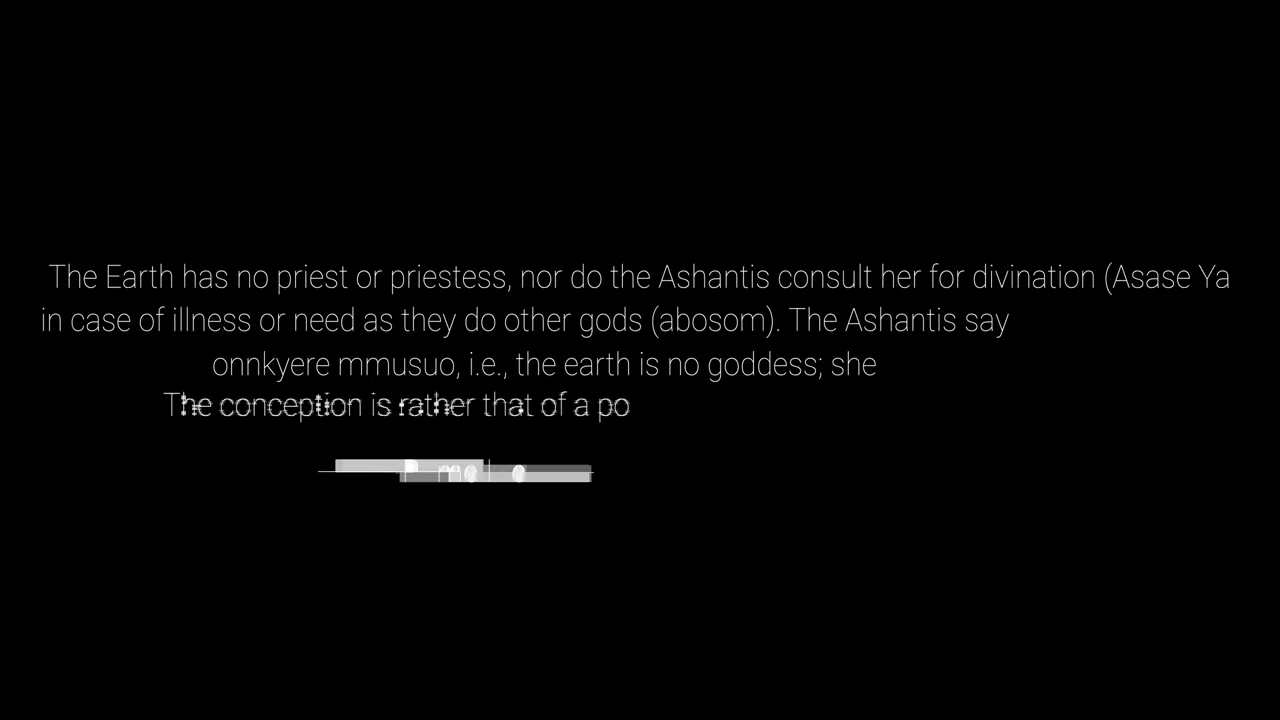 The Earth has no priest or priestess, nor do the Ashantis consult her for divination (Asase Ya
in case of illness or need as they do other gods (abosom). The Ashantis say
onnkyere mmusuo, i.e., the earth is no goddess; she
The conception is rather that of a po